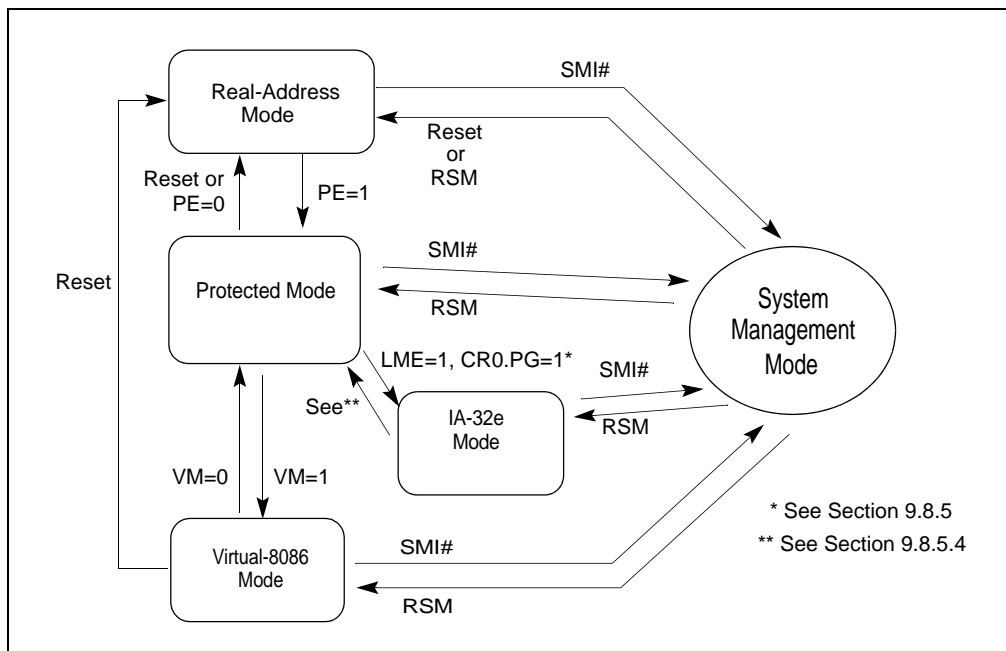 Real-Address
Mode
SMI#
Reset
or
RSM
Reset or
PE=0
PE=1
Reset
Protected Mode
SMI#
RSM
System
Management
Mode
LME=1, CR0.PG=1*
See**
IA-32e
Mode
SMI#
RSM
VM=0
VM=1
Virtual-8086
Mode
SMI#
RSM
* See Section 9.8.5
** See Section 9.8.5.4